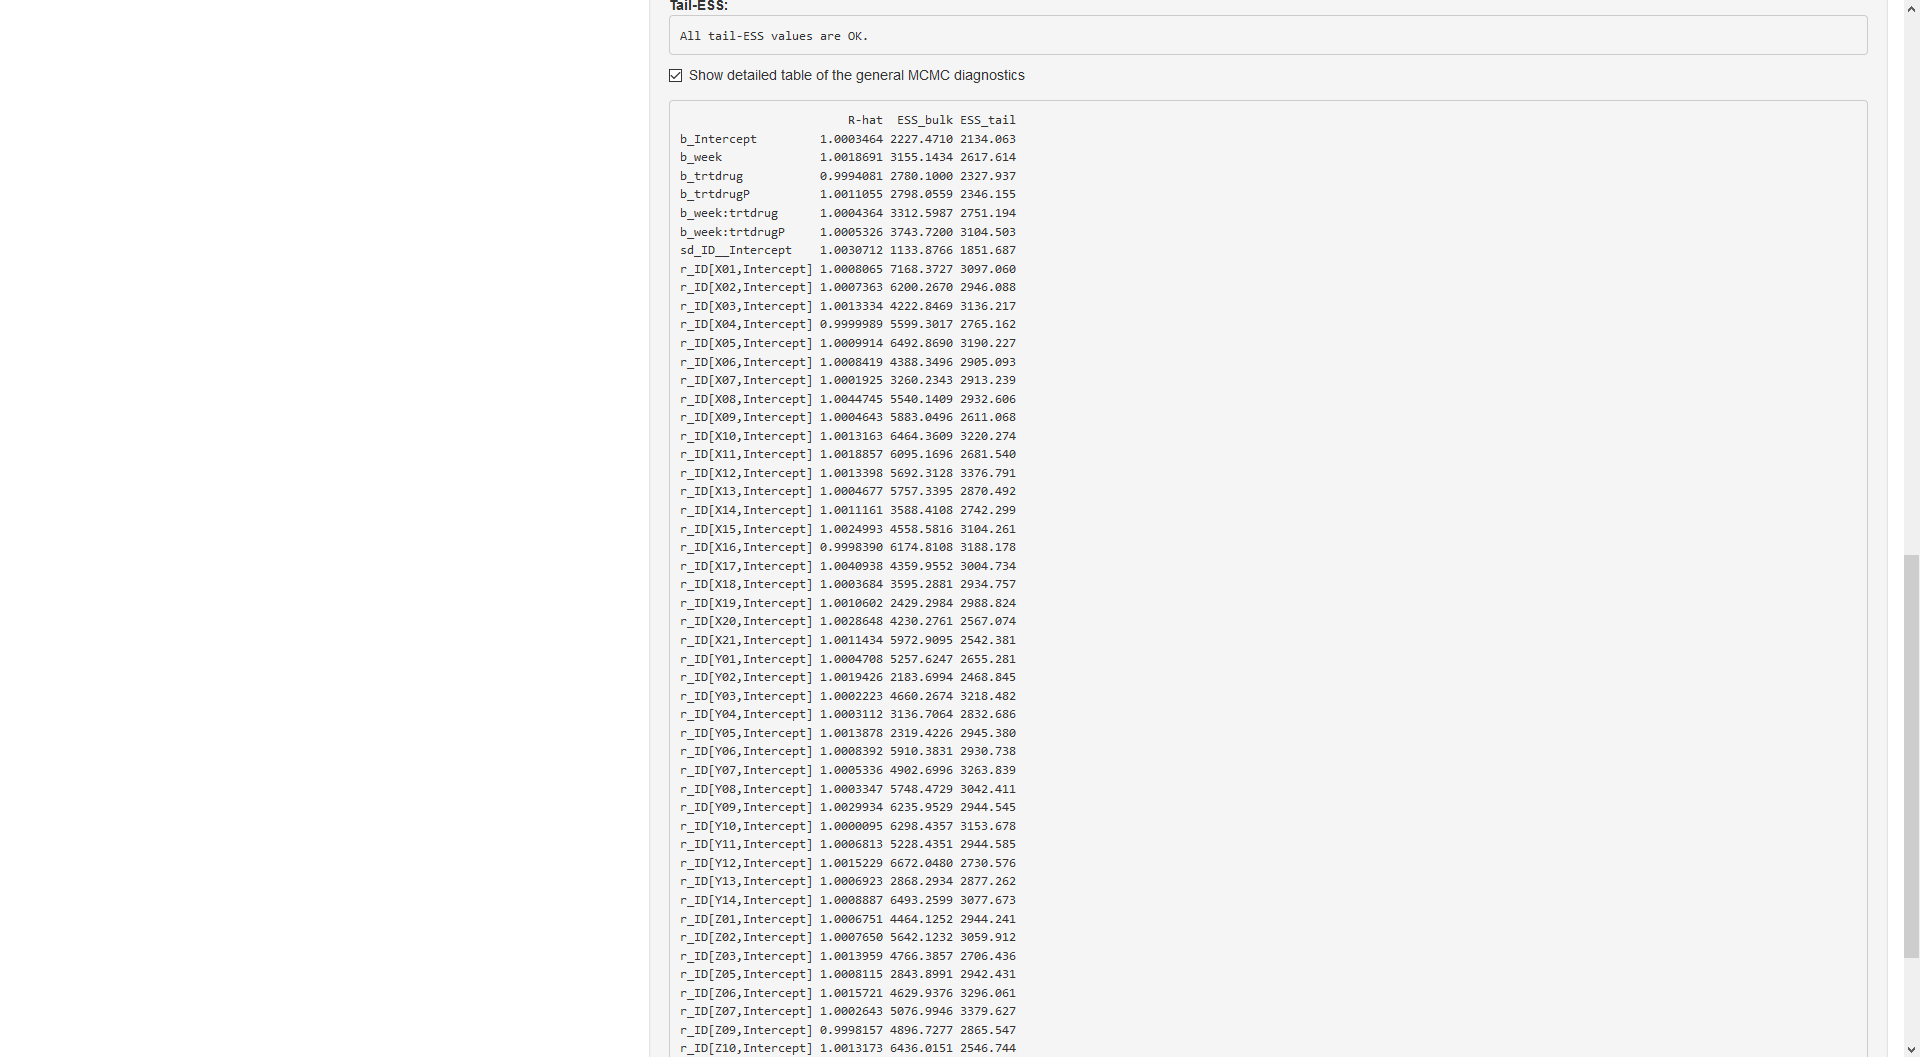 Tail-ESS:
All tail-ESS values are OK.
Show detailed table of the general MCMC diagnostics
R-hat ESS_bulk ESS_tail
b_Intercept 1.0003464 2227.4710 2134.063
b_week 1.0018691 3155.1434 2617.614
b_trtdrug 0.9994081 2780.1000 2327.937
b_trtdrugP 1.0011055 2798.0559 2346.155
b_week:trtdrug 1.0004364 3312.5987 2751.194
b_week:trtdrugP 1.0005326 3743.7200 3104.503
sd_ID__Intercept 1.0030712 1133.8766 1851.687
r_ID[X01,Intercept] 1.0008065 7168.3727 3097.060
r_ID[X02,Intercept] 1.0007363 6200.2670 2946.088
r_ID[X03,Intercept] 1.0013334 4222.8469 3136.217
r_ID[X04,Intercept] 0.9999989 5599.3017 2765.162
r_ID[X05,Intercept] 1.0009914 6492.8690 3190.227
r_ID[X06,Intercept] 1.0008419 4388.3496 2905.093
r_ID[X07,Intercept] 1.0001925 3260.2343 2913.239
r_ID[X08,Intercept] 1.0044745 5540.1409 2932.606
r_ID[X09,Intercept] 1.0004643 5883.0496 2611.068
r_ID[X10,Intercept] 1.0013163 6464.3609 3220.274
r_ID[X11,Intercept] 1.0018857 6095.1696 2681.540
r_ID[X12,Intercept] 1.0013398 5692.3128 3376.791
r_ID[X13,Intercept] 1.0004677 5757.3395 2870.492
r_ID[X14,Intercept] 1.0011161 3588.4108 2742.299
r_ID[X15,Intercept] 1.0024993 4558.5816 3104.261
r_ID[X16,Intercept] 0.9998390 6174.8108 3188.178
r_ID[X17,Intercept] 1.0040938 4359.9552 3004.734
r_ID[X18,Intercept] 1.0003684 3595.2881 2934.757
r_ID[X19,Intercept] 1.0010602 2429.2984 2988.824
r_ID[X20,Intercept] 1.0028648 4230.2761 2567.074
r_ID[X21,Intercept] 1.0011434 5972.9095 2542.381
r_ID[Y01,Intercept] 1.0004708 5257.6247 2655.281
r_ID[Y02,Intercept] 1.0019426 2183.6994 2468.845
r_ID[Y03,Intercept] 1.0002223 4660.2674 3218.482
r_ID[Y04,Intercept] 1.0003112 3136.7064 2832.686
r_ID[Y05,Intercept] 1.0013878 2319.4226 2945.380
r_ID[Y06,Intercept] 1.0008392 5910.3831 2930.738
r_ID[Y07,Intercept] 1.0005336 4902.6996 3263.839
r_ID[Y08,Intercept] 1.0003347 5748.4729 3042.411
r_ID[Y09,Intercept] 1.0029934 6235.9529 2944.545
r_ID[Y10,Intercept] 1.0000095 6298.4357 3153.678
r_ID[Y11,Intercept] 1.0006813 5228.4351 2944.585
r_ID[Y12,Intercept] 1.0015229 6672.0480 2730.576
r_ID[Y13,Intercept] 1.0006923 2868.2934 2877.262
r_ID[Y14,Intercept] 1.0008887 6493.2599 3077.673
r_ID[Z01,Intercept] 1.0006751 4464.1252 2944.241
r_ID[Z02,Intercept] 1.0007650 5642.1232 3059.912
r_ID[Z03,Intercept] 1.0013959 4766.3857 2706.436
r_ID[Z05,Intercept] 1.0008115 2843.8991 2942.431
r_ID[Z06,Intercept] 1.0015721 4629.9376 3296.061
r_ID[Z07,Intercept] 1.0002643 5076.9946 3379.627
r_ID[Z09,Intercept] 0.9998157 4896.7277 2865.547
r_ID[Z10,Intercept] 1.0013173 6436.0151 2546.744